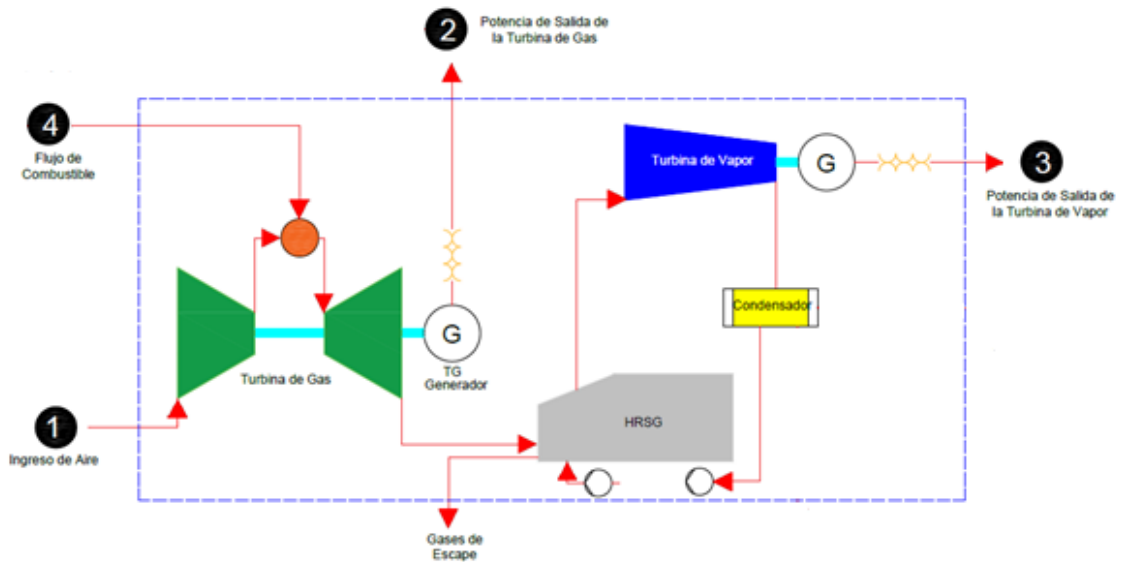 2
Potencia de Salida de
la Turbina de Gas
4
Flujo de
Combustible
Turbina de Vapor
G
3
Potencia de Salida de
la Turbina de Vapor
Condensador
G
TG
Generador
Turbina de Gas
1
Ingreso de Aire
HRSG
Gases de
Escape